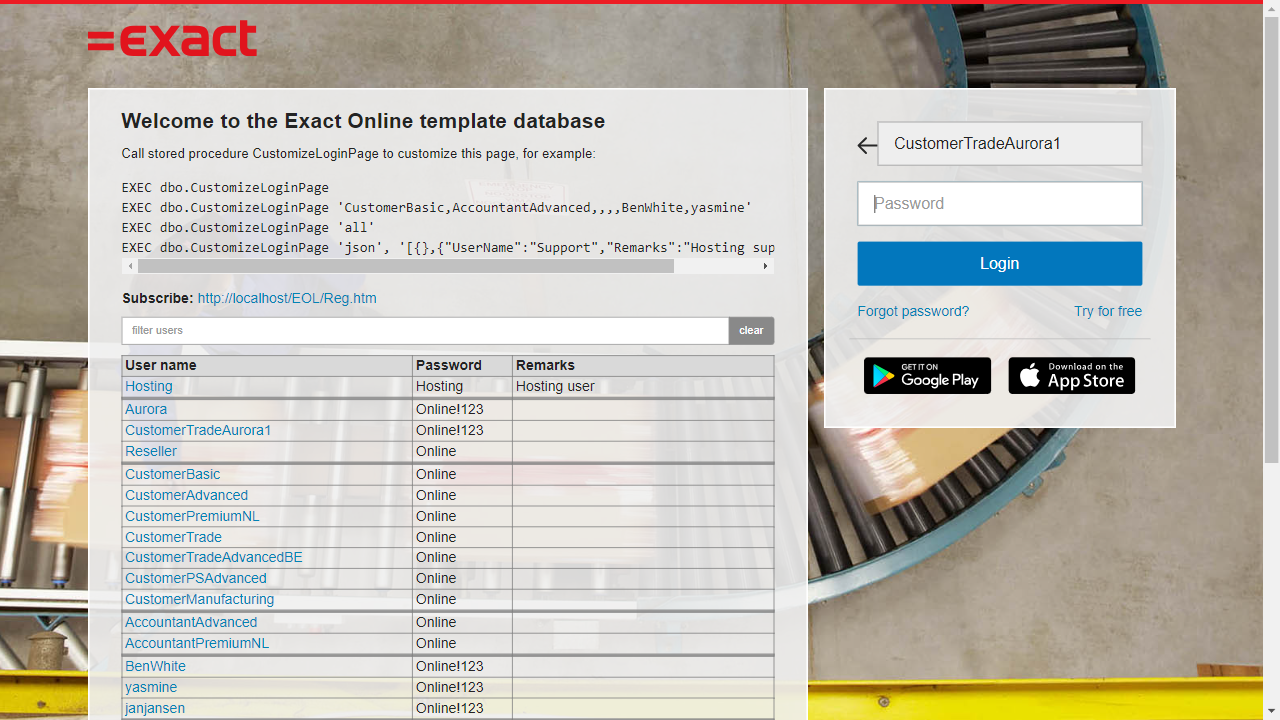 =exact
Welcome to the Exact Online template database
Call stored procedure CustomizeLoginPage to customize this page, for example:
EXEC dbo.CustomizeLoginPage
EXEC dbo.CustomizeLoginPage 'CustomerBasic,AccountantAdvanced,,,,BenWhite,yasmine'
EXEC dbo.CustomizeLoginPage 'all'
EXEC dbo.CustomizeLoginPage 'json', '[{},{"UserName":"Support","Remarks":"Hosting sup
Subscribe: http://localhost/EOL/Reg.htm
filter users clear
User name Password Remarks
Hosting Hosting Hosting user
Aurora Online!123
CustomerTradeAurora1 Online!123
Reseller Online
CustomerBasic Online
CustomerAdvanced Online
CustomerPremiumNL Online
CustomerTrade Online
CustomerTradeAdvancedBE Online
CustomerPSAdvanced Online
CustomerManufacturing Online
AccountantAdvanced Online
AccountantPremiumNL Online
BenWhite Online!123
yasmine Online!123
janjansen Online!123
CustomerTradeAurora1
Password
Login
Forgot password? Try for free
GET IT ON
Google Play
Download on the
App Store